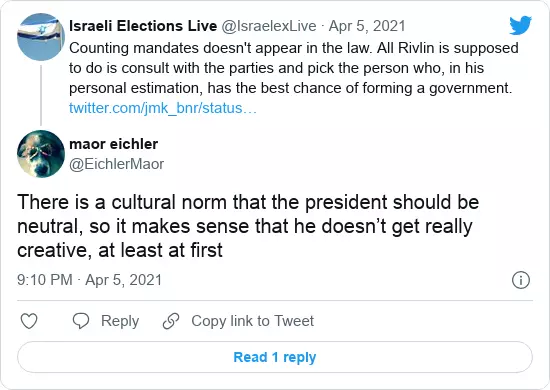 Israeli Elections Live @IsraelexLive · Apr 5, 2021
Counting mandates doesn't appear in the law. All Rivlin is supposed
to do is consult with the parties and pick the person who, in his
personal estimation, has the best chance of forming a government.
twitter.com/jmk_bnr/status…
maor eichler
@EichlerMaor
There is a cultural norm that the president should be
neutral, so it makes sense that he doesn’t get really
creative, at least at first
9:10 PM · Apr 5, 2021
Reply
Copy link to Tweet
Read 1 reply